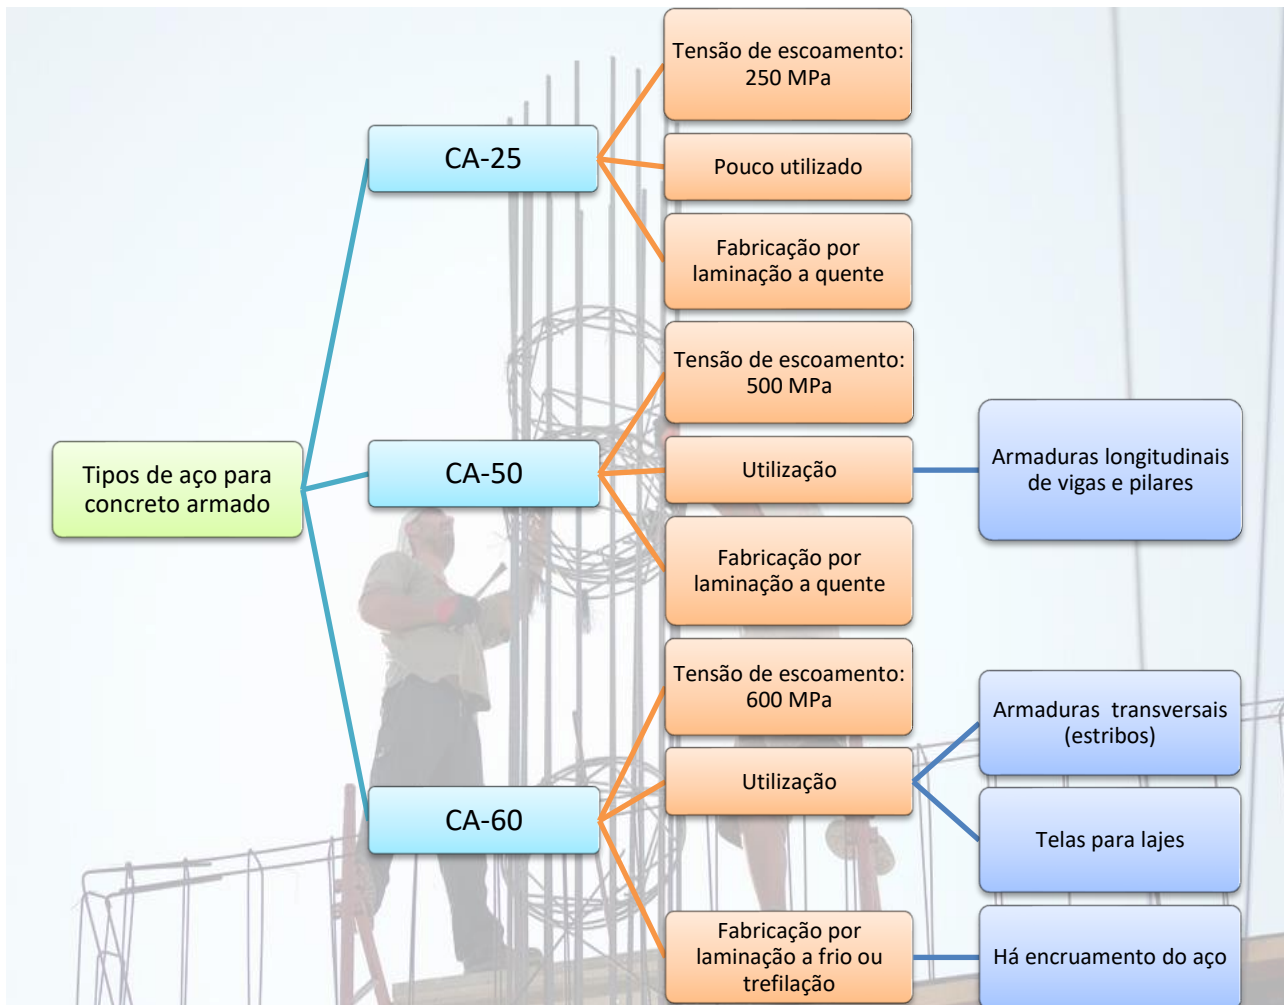 Tipos de aço para
concreto armado
CA-25
Tensão de escoamento:
250 MPa
Pouco utilizado
Fabricação por
laminação a quente
CA-50
Tensão de escoamento:
500 MPa
Utilização
Armaduras longitudinais
de vigas e pilares
Fabricação por
laminação a quente
CA-60
Tensão de escoamento:
600 MPa
Utilização
Armaduras transversais
(estribos)
Telas para lajes
Fabricação por
laminação a frio ou
trefilação
Há encruamento do aço